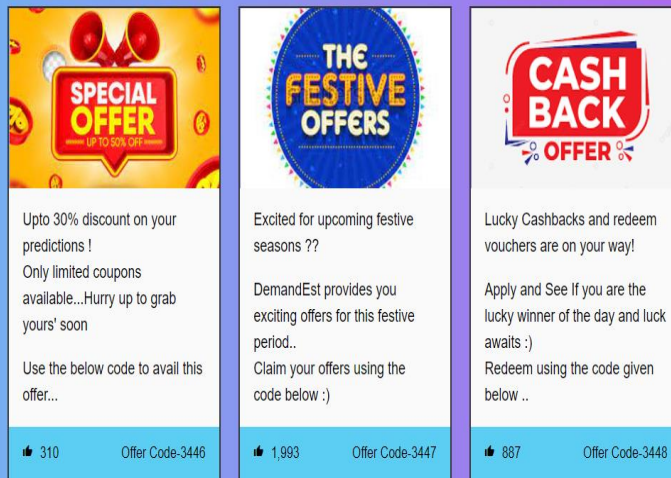 SPECIAL
OFFER
UP TO 50% OFF
Upto 30% discount on your
predictions !
Only limited coupons
available...Hurry up to grab
yours' soon
Use the below code to avail this
offer...
310 Offer Code-3446
THE
FESTIVE
OFFERS
Excited for upcoming festive
seasons ??
DemandEst provides you
exciting offers for this festive
period..
Claim your offers using the
code below :)
1,993 Offer Code-3447
CASH
BACK
OFFER
Lucky Cashbacks and redeem
vouchers are on your way!
Apply and See If you are the
lucky winner of the day and luck
awaits :)
Redeem using the code given
below ..
887 Offer Code-3448